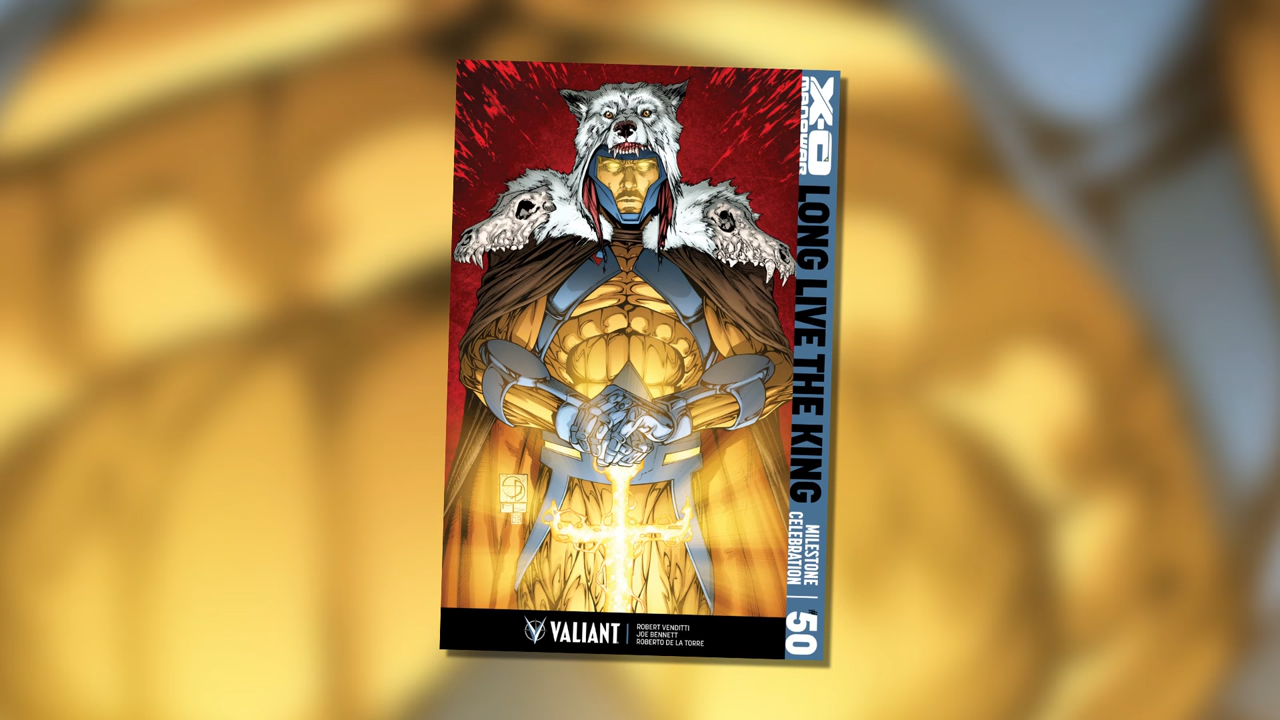 X-O
MANOWAR
LONG LIVE THE KING
MILESTONE
CELEBRATION
#50
VALIANT
ROBERT VENDITTI
JOE BENNETT
ROBERTO DE LA TORRE